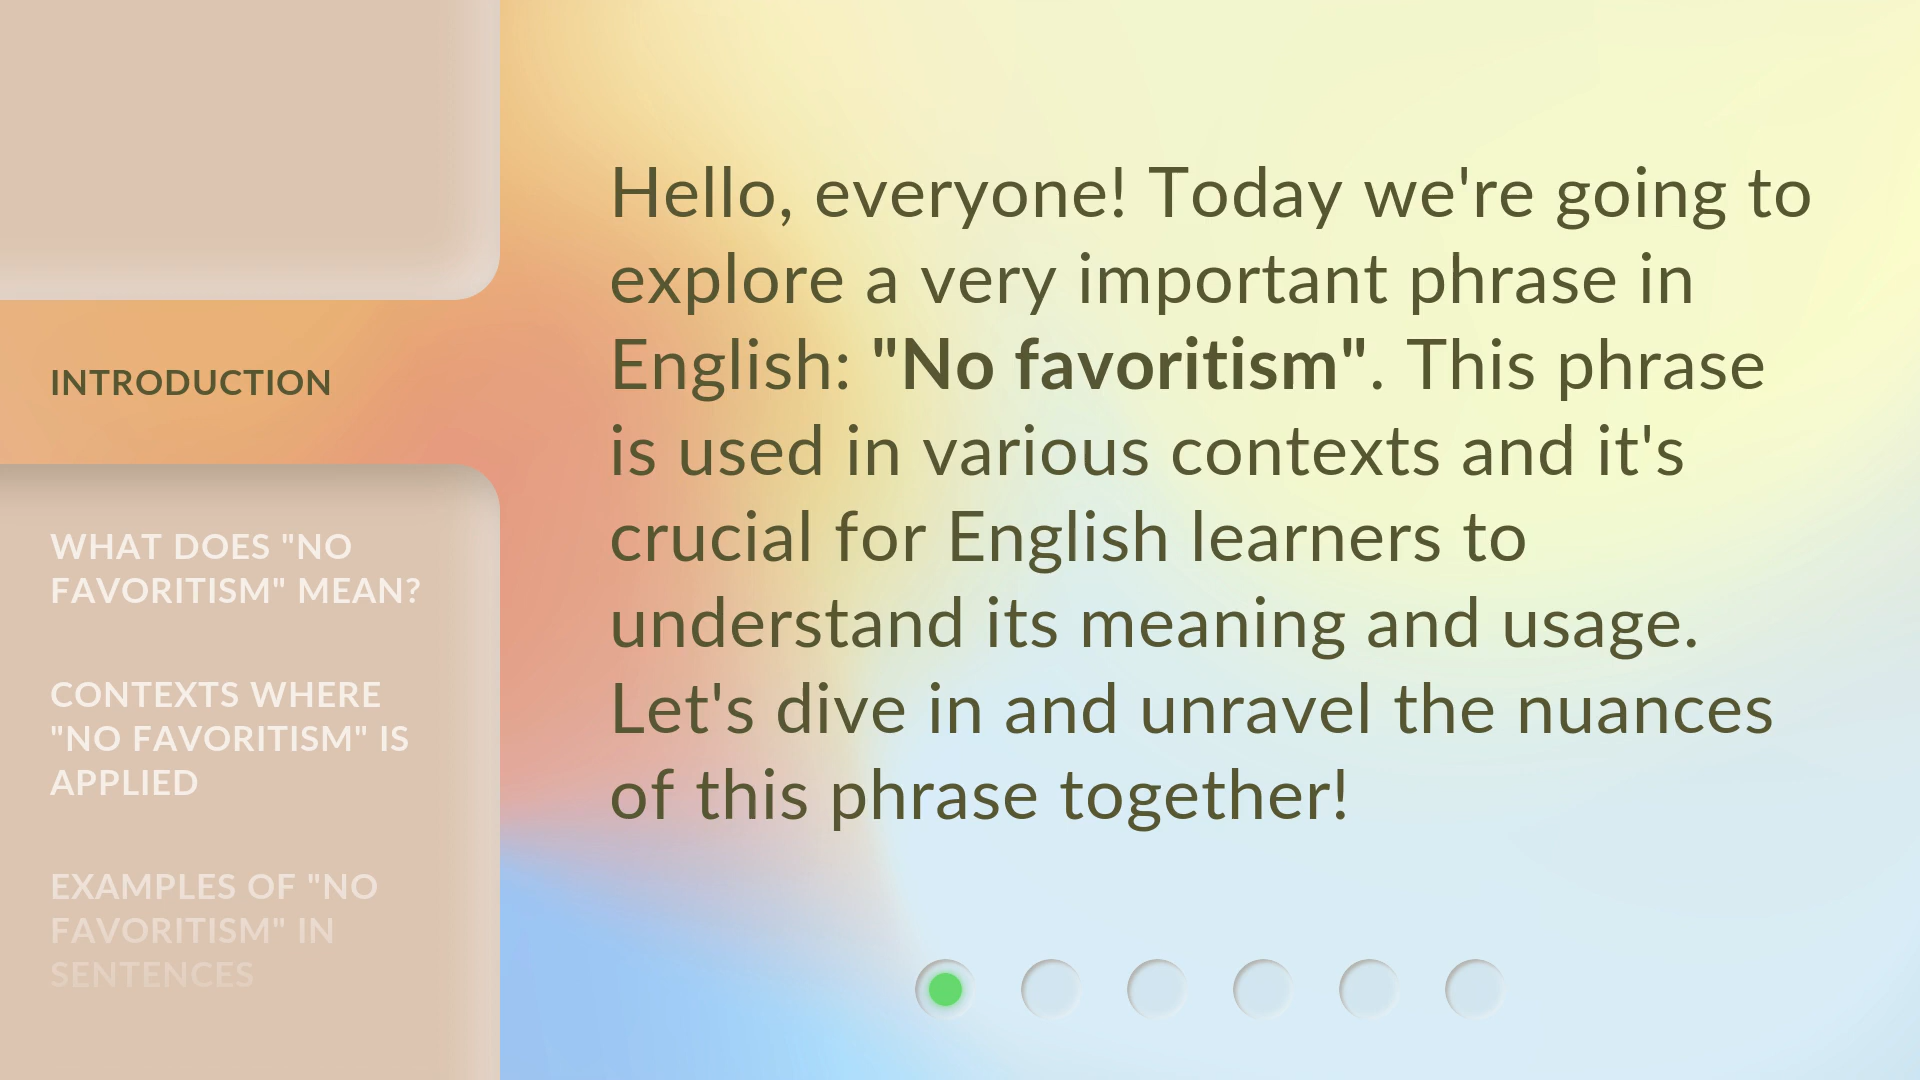 INTRODUCTION
WHAT DOES "NO
FAVORITISM" MEAN?
CONTEXTS WHERE
"NO FAVORITISM" IS
APPLIED
EXAMPLES OF "NO
FAVORITISM" IN
SENTENCES
Hello, everyone! Today we're going to
explore a very important phrase in
English: "No favoritism". This phrase
is used in various contexts and it's
crucial for English learners to
understand its meaning and usage.
Let's dive in and unravel the nuances
of this phrase together!